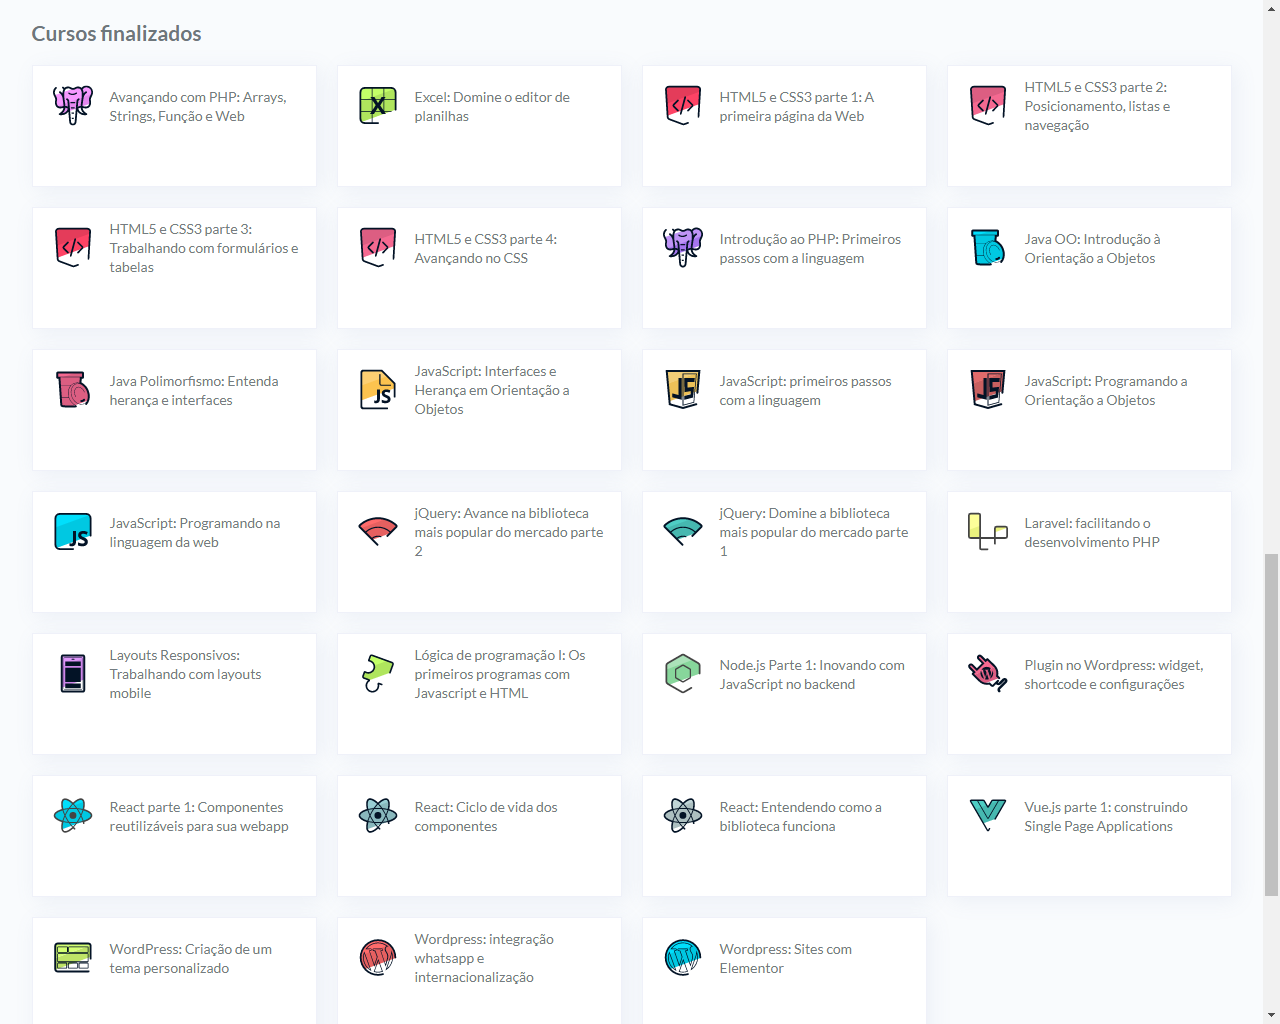 Cursos finalizados
Avançando com PHP: Arrays,
Strings, Função e Web
Excel: Domine o editor de
planilhas
X
HTML5 e CSS3 parte 1: A
primeira página da Web
HTML5 e CSS3 parte 2:
Posicionamento, listas e
navegação
HTML5 e CSS3 parte 3:
Trabalhando com formulários e
tabelas
HTML5 e CSS3 parte 4:
Avançando no CSS
Introdução ao PHP: Primeiros
passos com a linguagem
Java OO: Introdução à
Orientação a Objetos
Java Polimorfismo: Entenda
herança e interfaces
JS
JavaScript: Interfaces e
Herança em Orientação a
Objetos
JS
JavaScript: primeiros passos
com a linguagem
JS
JavaScript: Programando a
Orientação a Objetos
JS
JavaScript: Programando na
linguagem da web
jQuery: Avance na biblioteca
mais popular do mercado parte
2
jQuery: Domine a biblioteca
mais popular do mercado parte
1
Laravel: facilitando o
desenvolvimento PHP
Layouts Responsivos:
Trabalhando com layouts
mobile
Lógica de programação I: Os
primeiros programas com
Javascript e HTML
Node.js Parte 1: Inovando com
JavaScript no backend
Plugin no Wordpress: widget,
shortcode e configurações
React parte 1: Componentes
reutilizáveis para sua webapp
React: Ciclo de vida dos
componentes
React: Entendendo como a
biblioteca funciona
Vue.js parte 1: construindo
Single Page Applications
WordPress: Criação de um
tema personalizado
Wordpress: integração
whatsapp e
internacionalização
Wordpress: Sites com
Elementor